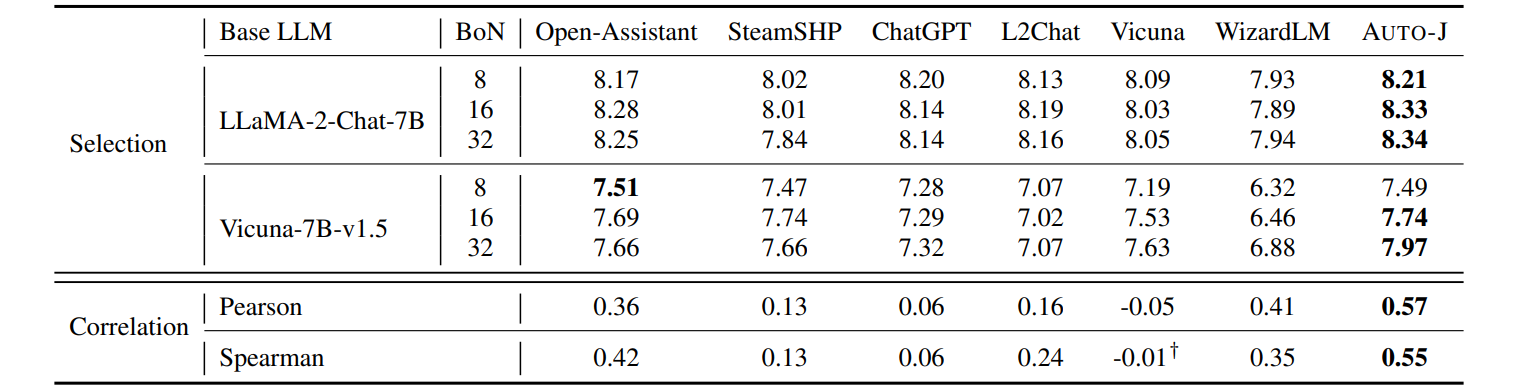 Base LLM BoN Open-Assistant SteamSHP ChatGPT L2Chat Vicuna WizardLM AUTO-J
Selection
LLaMA-2-Chat-7B
8 8.17 8.02 8.20 8.13 8.09 7.93 8.21
16 8.28 8.01 8.14 8.19 8.03 7.89 8.33
32 8.25 7.84 8.14 8.16 8.05 7.94 8.34
Vicuna-7B-v1.5
8 7.51 7.47 7.28 7.07 7.19 6.32 7.49
16 7.69 7.74 7.29 7.02 7.53 6.46 7.74
32 7.66 7.66 7.32 7.07 7.63 6.88 7.97
Correlation
Pearson 0.36 0.13 0.06 0.16 -0.05 0.41 0.57
Spearman 0.42 0.13 0.06 0.24 -0.01† 0.35 0.55